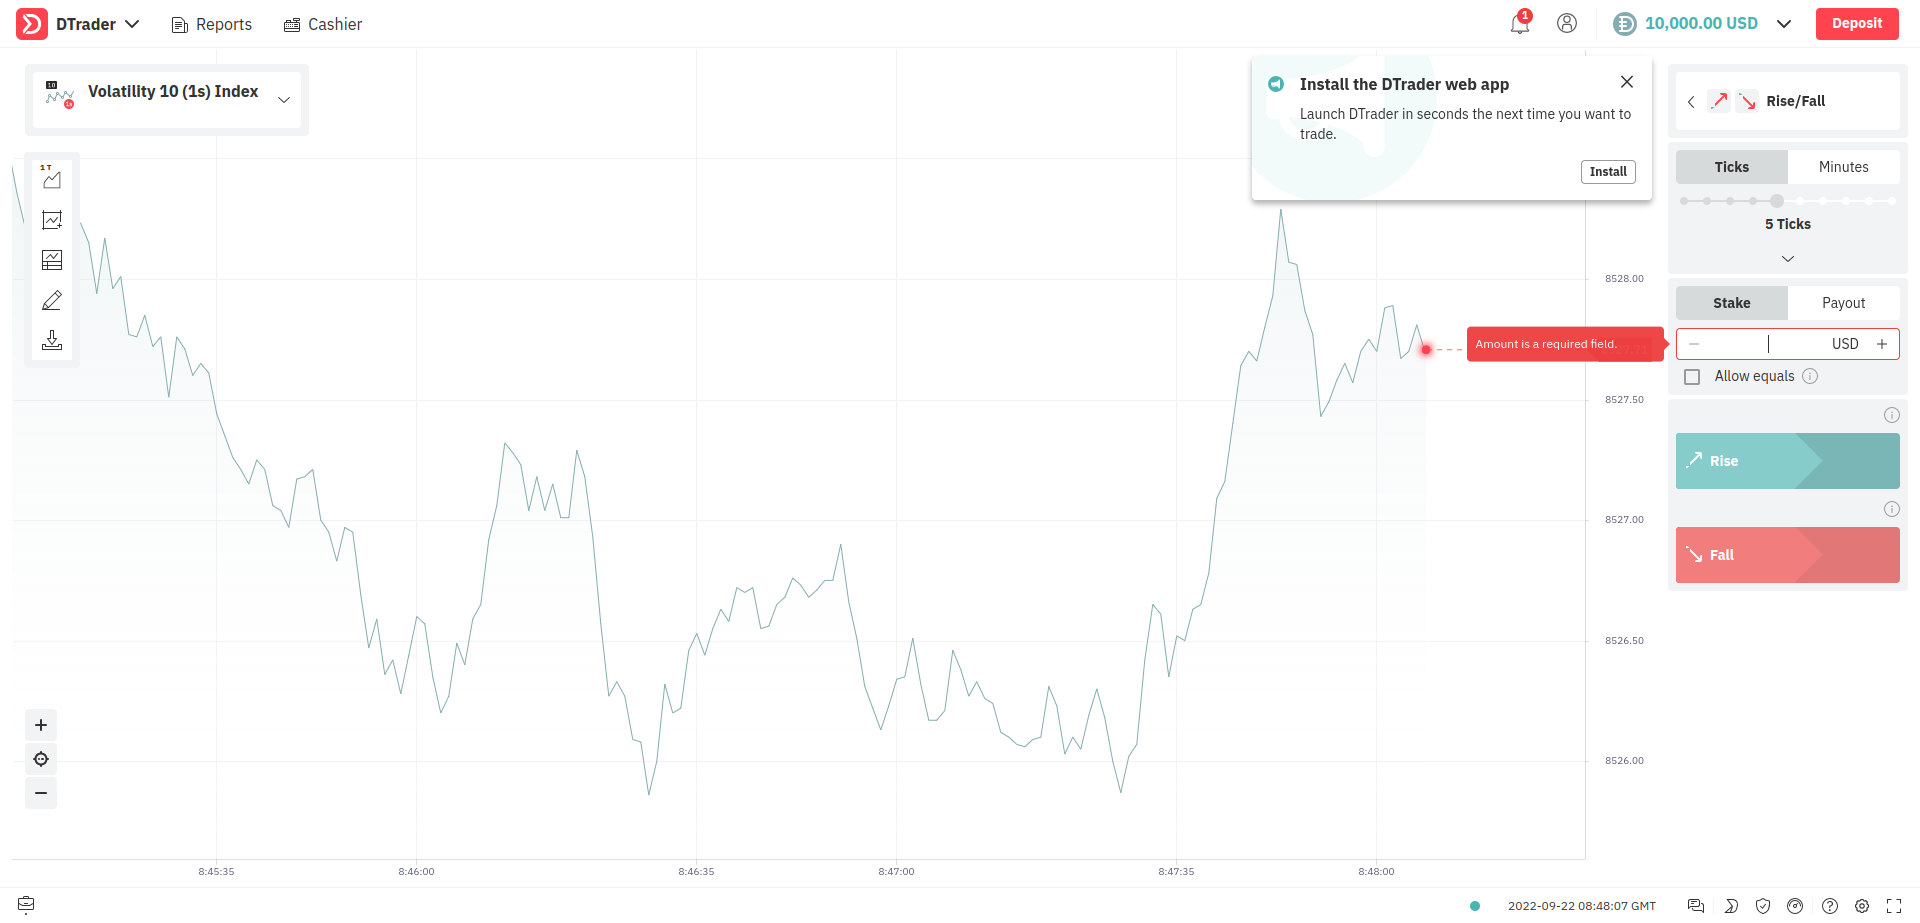 DTrader
Reports
Cashier
1
10,000.00 USD
Deposit
10
1s
Volatility 10 (1s) Index
Install the DTrader web app
Launch DTrader in seconds the next time you want to
trade.
Install
Rise/Fall
1T
Ticks
Minutes
5 Ticks
8528.00
Stake
Payout
Amount is a required field.
USD
Allow equals
8527.50
Rise
8527.00
Fall
8526.50
8526.00
8:45:35
8:46:00
8:46:35
8:47:00
8:47:35
8:48:00
2022-09-22 08:48:07 GMT